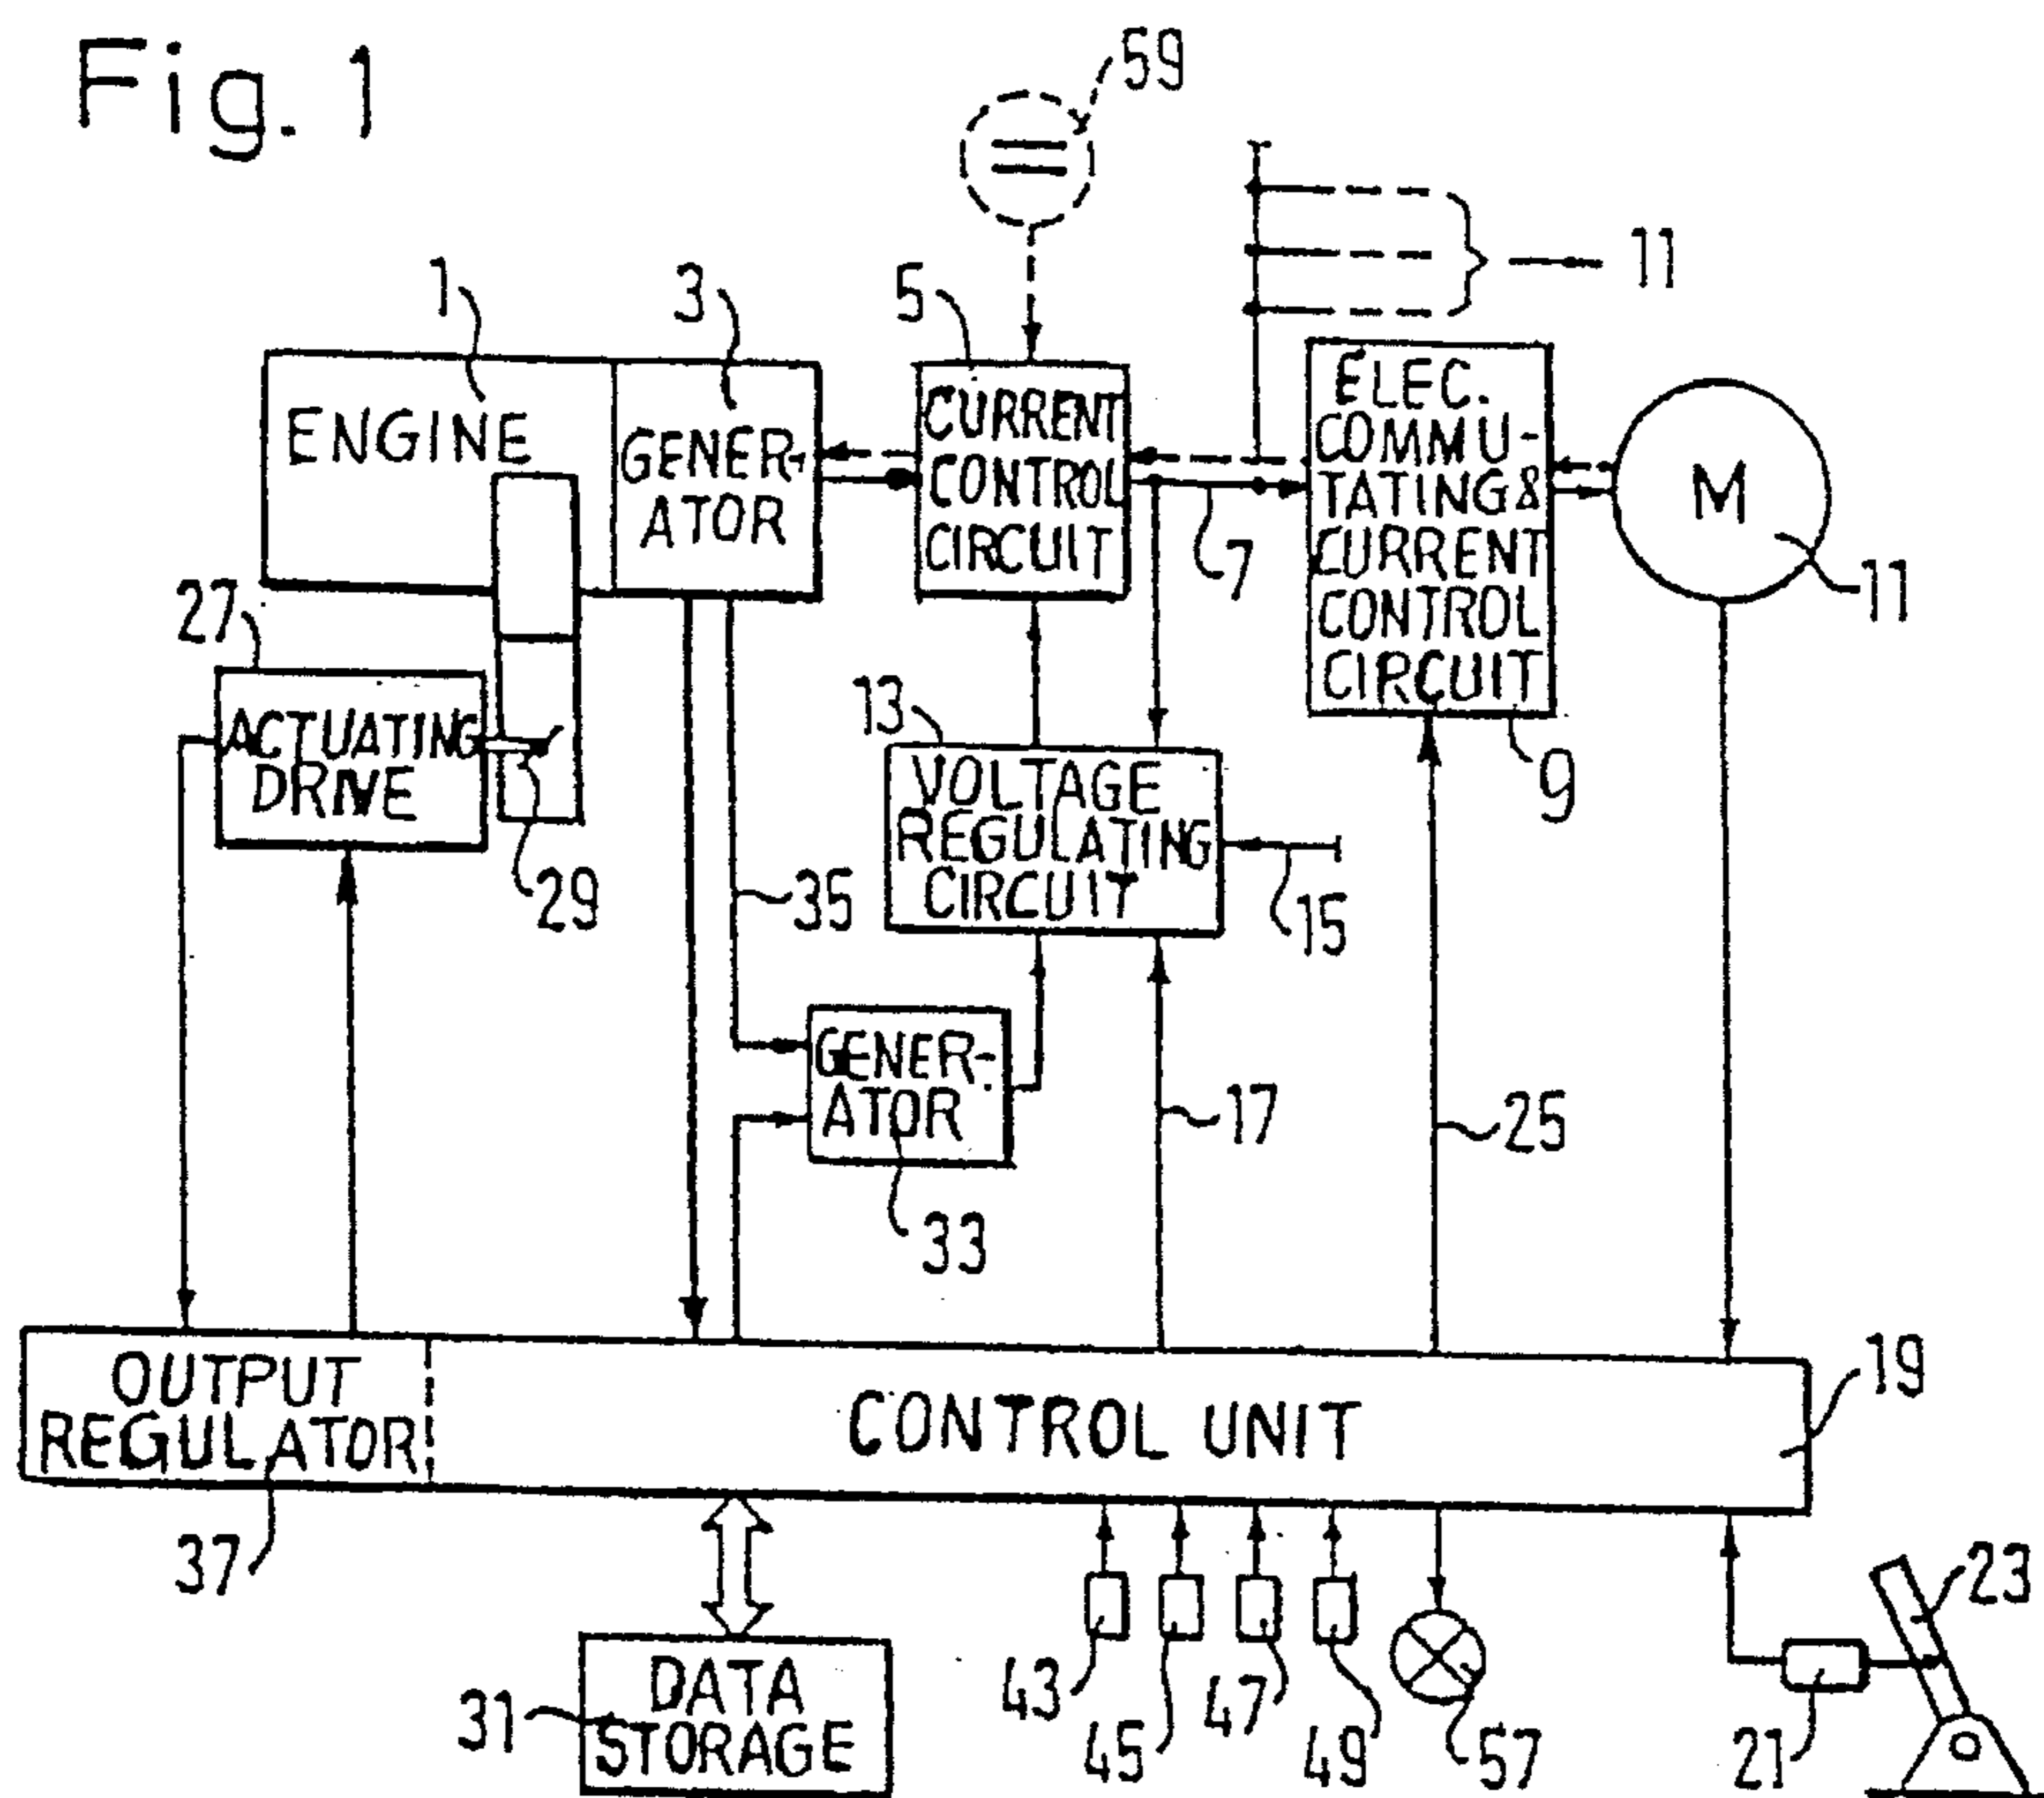 Fig. 1
59
11
1
3
5
ENGINE
GENER-
ATOR
CURRENT
CONTROL
CIRCUIT
7
ELEC.
COMMU-
TATING &
CURRENT
CONTROL
CIRCUIT
M
11
27
ACTUATING
DRIVE
29
35
13
VOLTAGE
REGULATING
CIRCUIT
15
9
GENER-
ATOR
33
17
25
OUTPUT
REGULATOR
CONTROL UNIT
19
37
31
DATA
STORAGE
43
45
47
49
57
21
23